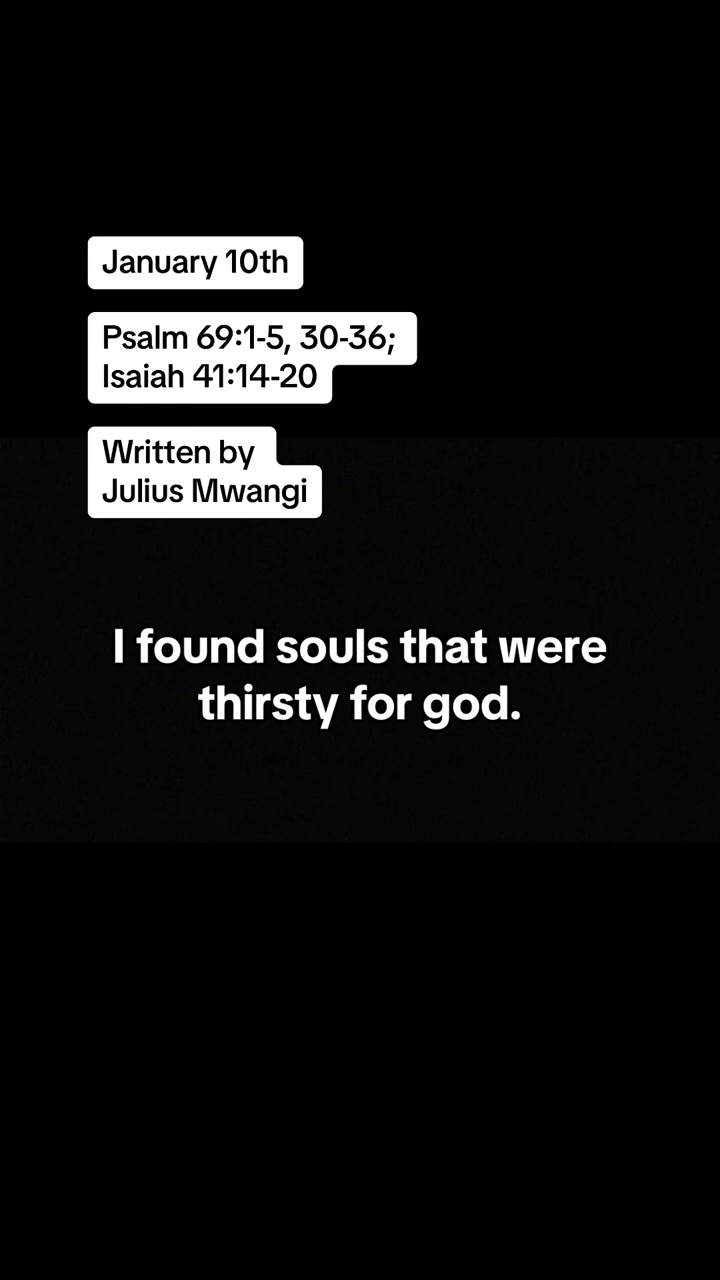 January 10th
Psalm 69:1-5, 30-36;
Isaiah 41:14-20
Written by
Julius Mwangi
I found souls that were
thirsty for god.